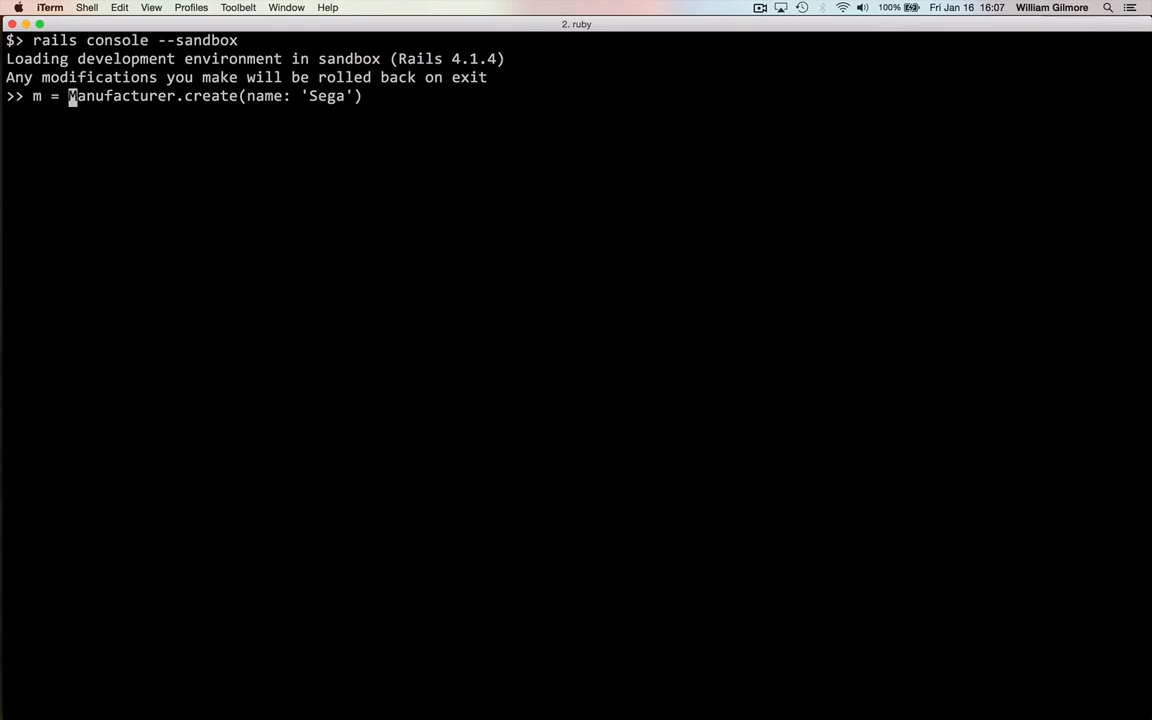 iTerm Shell Edit View Profiles Toolbelt Window Help 100% Fri Jan 16 16:07 William Gilmore
2. ruby
$> rails console --sandbox
Loading development environment in sandbox (Rails 4.1.4)
Any modifications you make will be rolled back on exit
>> m = Manufacturer.create(name: 'Sega')